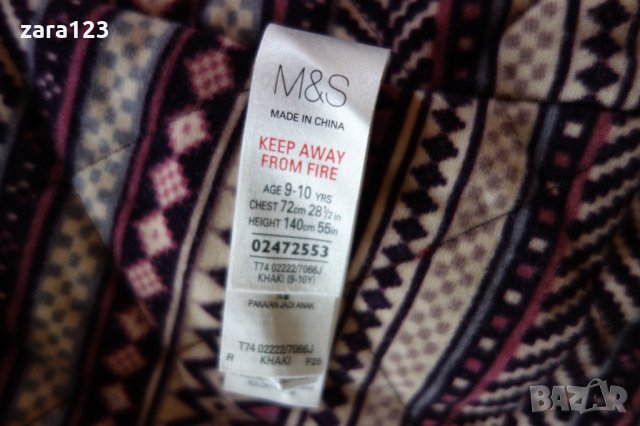 zara123
M&S
MADE IN CHINA
KEEP AWAY
FROM FIRE
AGE 9-10 YRS
CHEST 72cm 28½in
HEIGHT 140cm 55in
02472553
T74 02222/7066J
KHAKI (9-10Y)
PAKAIAN JADI ANAK
T74 02222/7066J
R KHAKI F25
BAZAR